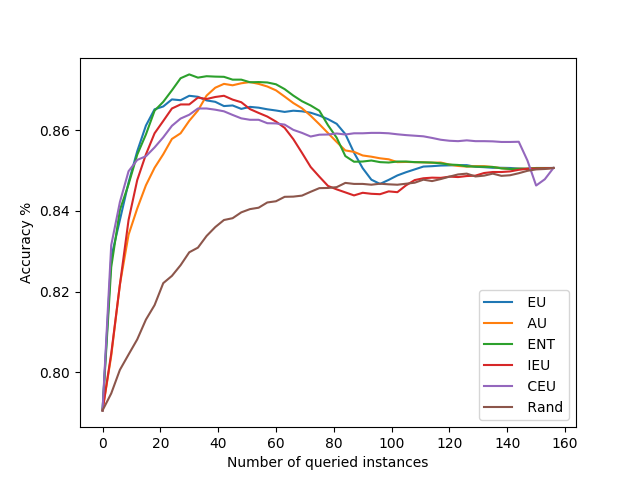 0.86
0.84
0.82
0.80
Accuracy %
0 20 40 60 80 100 120 140 160
Number of queried instances
EU
AU
ENT
IEU
CEU
Rand